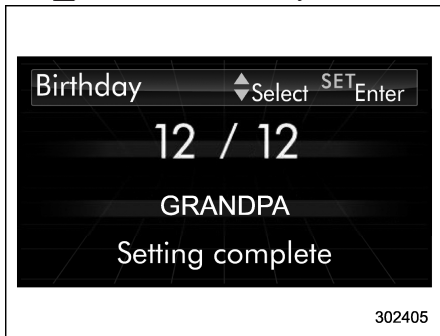 Birthday Select SET Enter
12 / 12
GRANDPA
Setting complete
302405